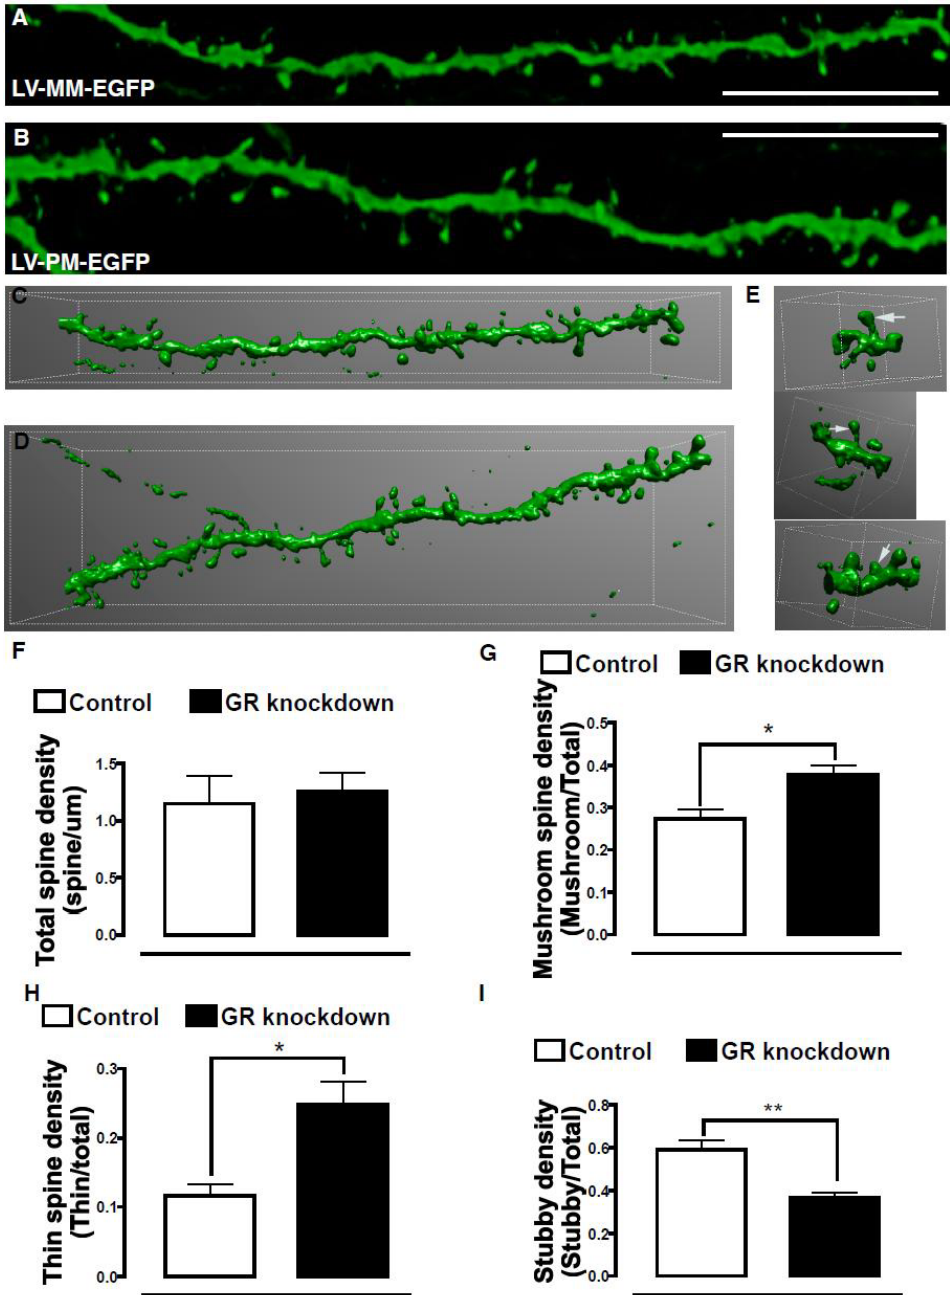 A
LV-MM-EGFP
B
LV-PM-EGFP
C
E
D
F
Control
GR knockdown
Total spine density
(spine/um)
1.5
1.0
0.5
0.0
G
Control
GR knockdown
Mushroom spine density
(Mushroom/Total)
0.5
0.4
0.3
0.2
0.1
0.0
*
H
Control
GR knockdown
Thin spine density
(Thin/total)
0.3
0.2
0.1
0.0
*
I
Control
GR knockdown
Stubby density
(Stubby/Total)
0.8
0.6
0.4
0.2
0.0
**